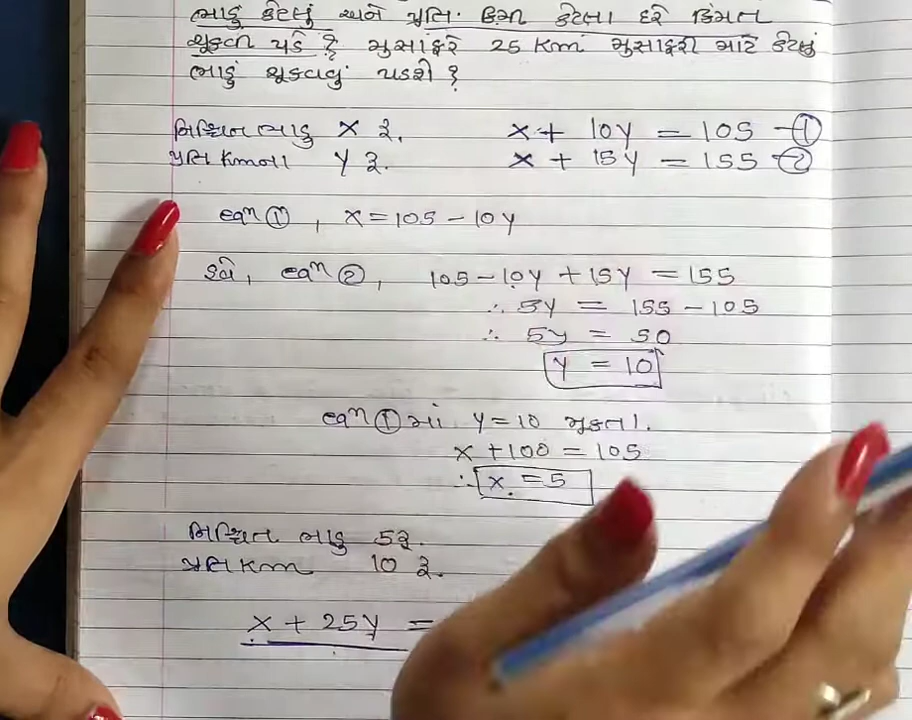 ભાડું કેટલું અને પ્રતિ કિમી કેટલા દરે કિંમત
ચૂકવવી પડે છે? મુસાફરે 25 Km મુસાફરી માટે કેટલું
ભાડું ચૂકવવું પડશે?
નિશ્ચિત ભાડુ x રૂ. x + 10y = 105 —①
પ્રતિ Kmના y રૂ. x + 15y = 155 —②
eqⁿ ①, x = 105 - 10y
હવે, eqⁿ ②, 105 - 10y + 15y = 155
∴ 5y = 155 - 105
∴ 5y = 50
y = 10
eqⁿ ① માં y = 10 મુકતા.
x + 100 = 105
∴ x = 5
નિશ્ચિત ભાડુ 5 રૂ.
પ્રતિ Km 10 રૂ.
x + 25y =